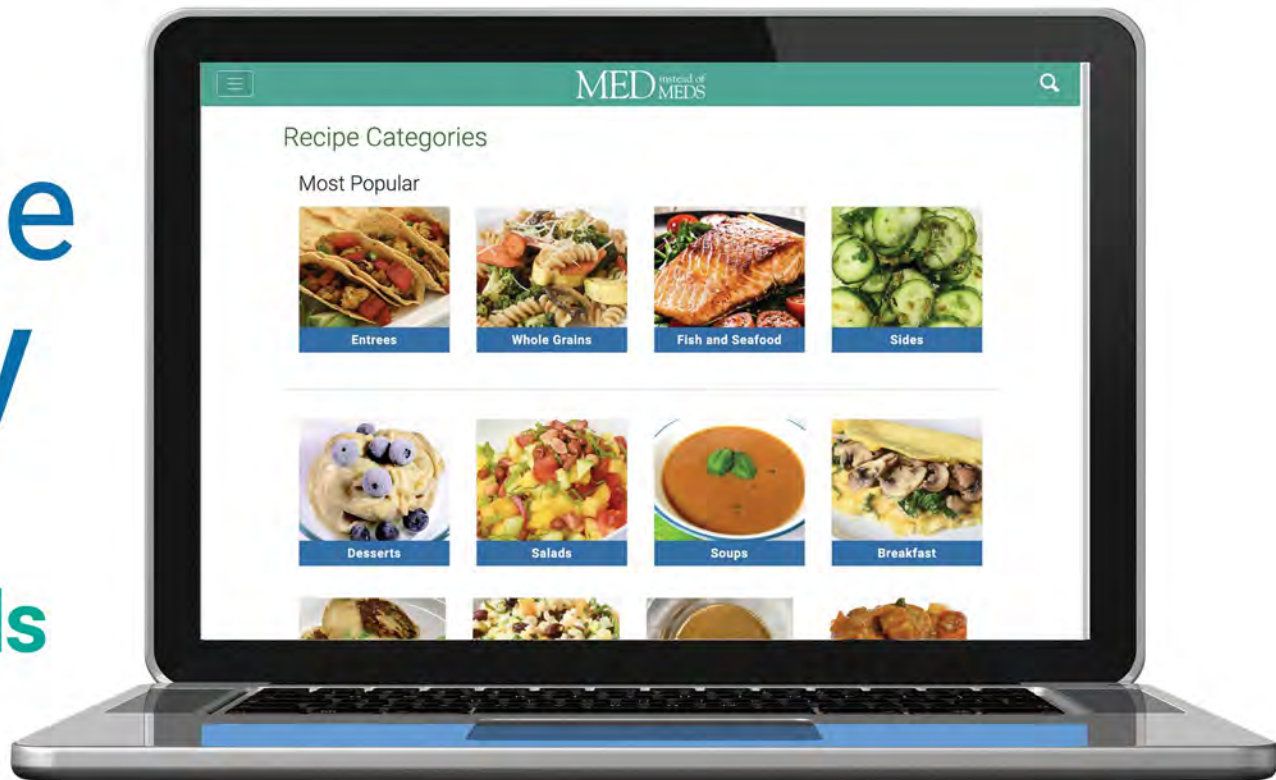 MED instead of MEDS
Recipe Categories
Most Popular
Entrees
Whole Grains
Fish and Seafood
Sides
Desserts
Salads
Soups
Breakfast
e
y
ls